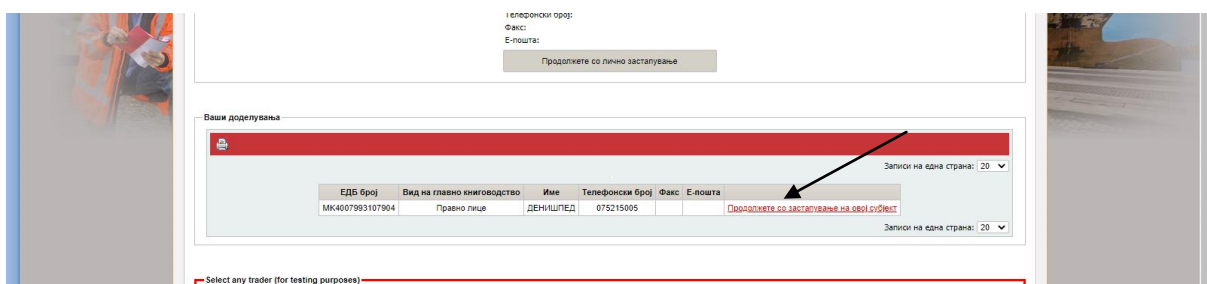 Телефонски број:
Факс:
Е-пошта:
Продолжете со лично застапување
Ваши доделувања
Записи на една страна: 20
ЕДБ број Вид на главно книговодство Име Телефонски број Факс Е-пошта
МК4007993107904 Правно лице ДЕНИШПЕД 075215005 Продолжете со застапување на овој субјект
Записи на една страна: 20
Select any trader (for testing purposes)